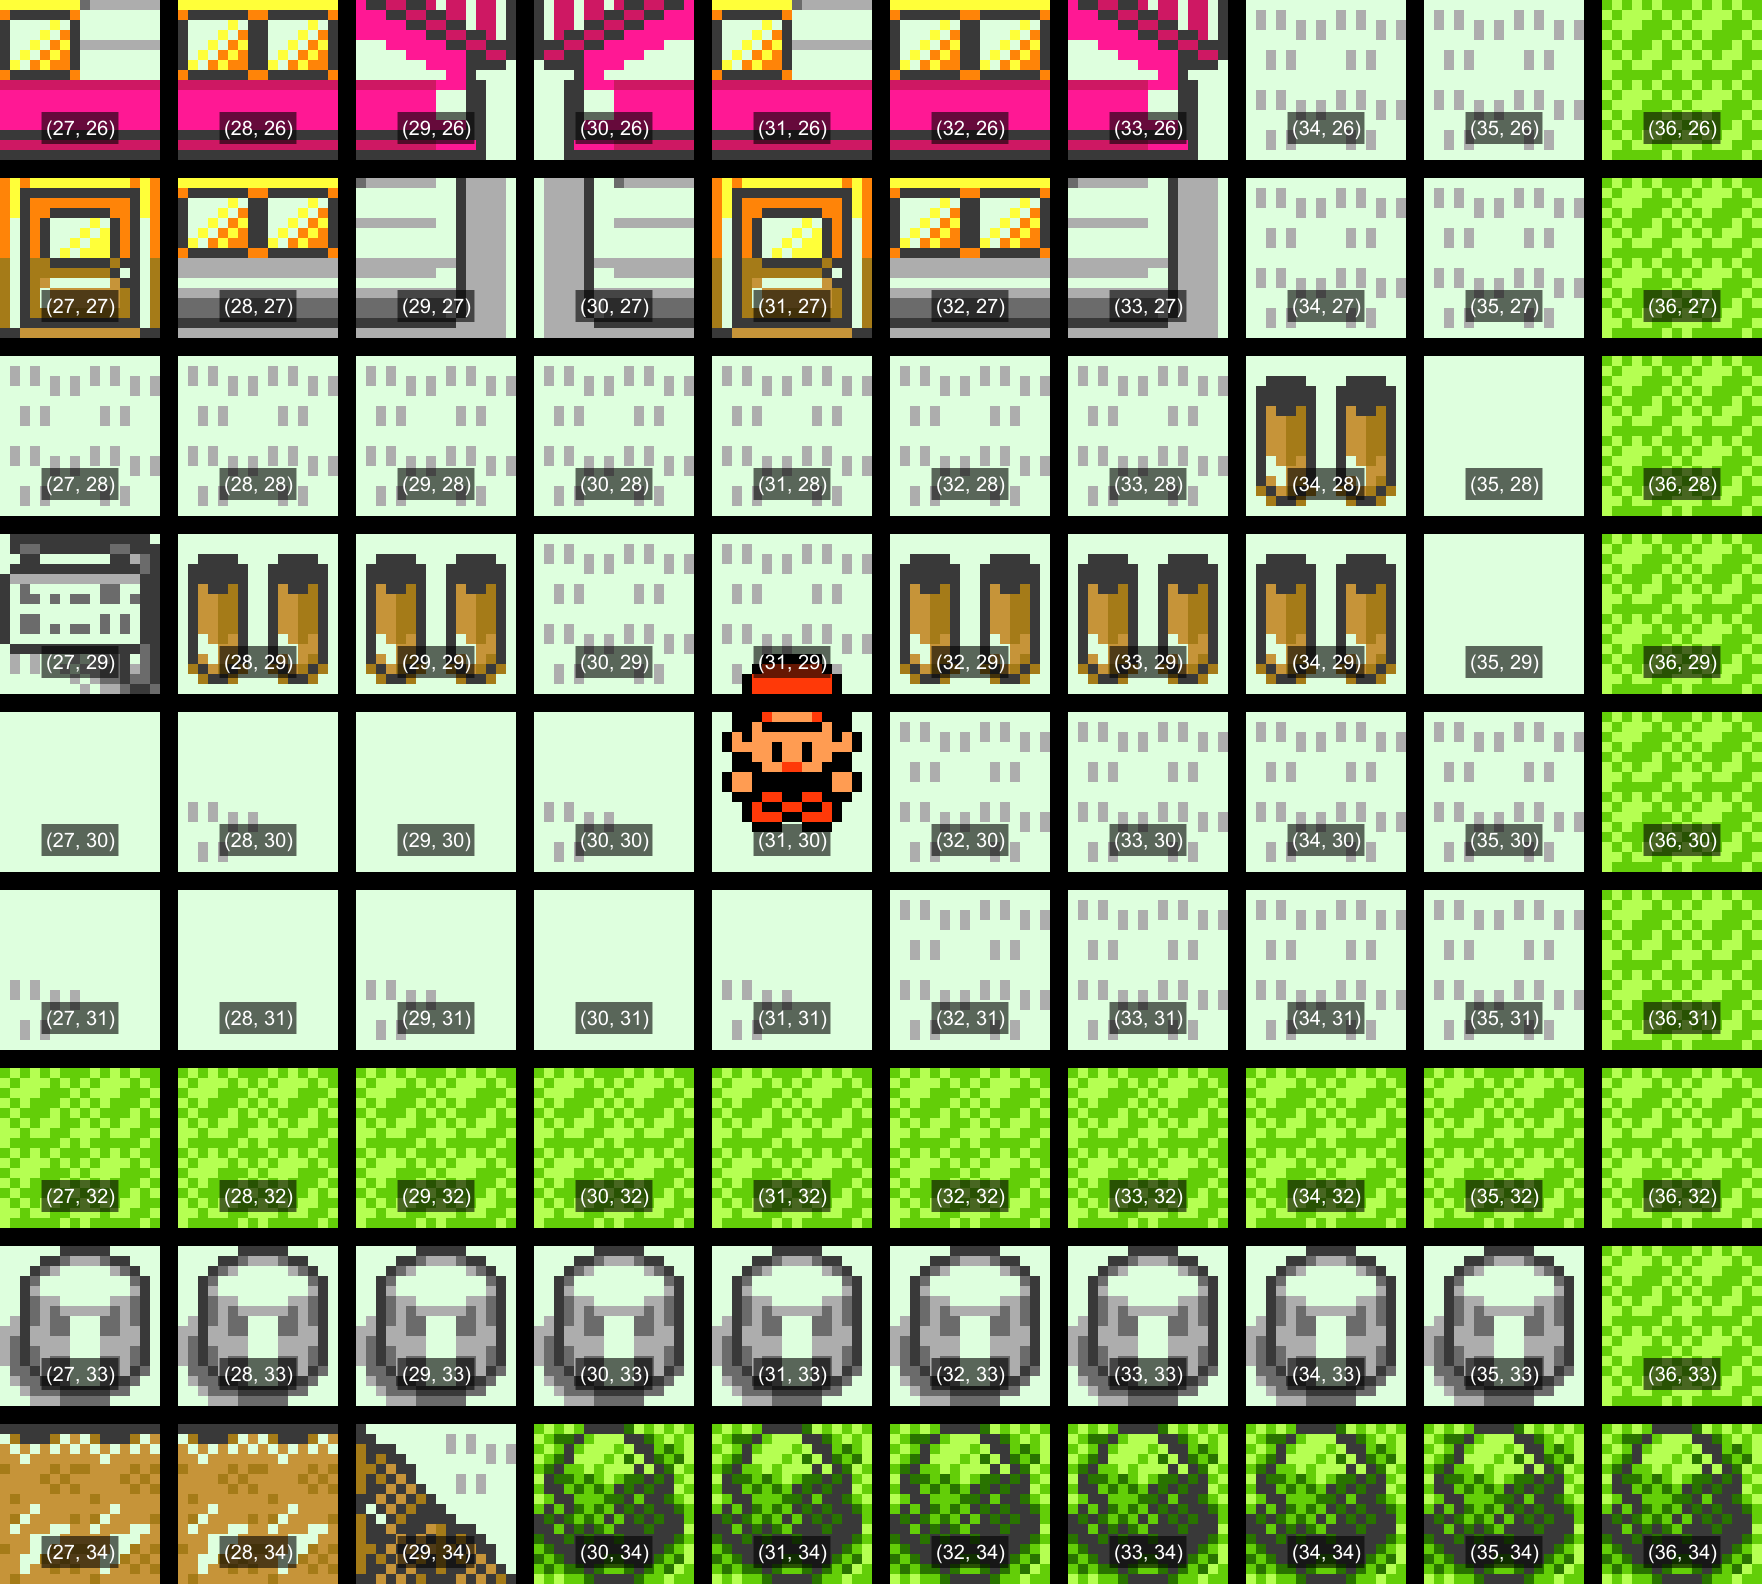 (27, 26) (28, 26) (29, 26) (30, 26) (31, 26) (32, 26) (33, 26) (34, 26) (35, 26) (36, 26)
(27, 27) (28, 27) (29, 27) (30, 27) (31, 27) (32, 27) (33, 27) (34, 27) (35, 27) (36, 27)
(27, 28) (28, 28) (29, 28) (30, 28) (31, 28) (32, 28) (33, 28) (34, 28) (35, 28) (36, 28)
(27, 29) (28, 29) (29, 29) (30, 29) (31, 29) (32, 29) (33, 29) (34, 29) (35, 29) (36, 29)
(27, 30) (28, 30) (29, 30) (30, 30) (31, 30) (32, 30) (33, 30) (34, 30) (35, 30) (36, 30)
(27, 31) (28, 31) (29, 31) (30, 31) (31, 31) (32, 31) (33, 31) (34, 31) (35, 31) (36, 31)
(27, 32) (28, 32) (29, 32) (30, 32) (31, 32) (32, 32) (33, 32) (34, 32) (35, 32) (36, 32)
(27, 33) (28, 33) (29, 33) (30, 33) (31, 33) (32, 33) (33, 33) (34, 33) (35, 33) (36, 33)
(27, 34) (28, 34) (29, 34) (30, 34) (31, 34) (32, 34) (33, 34) (34, 34) (35, 34) (36, 34)